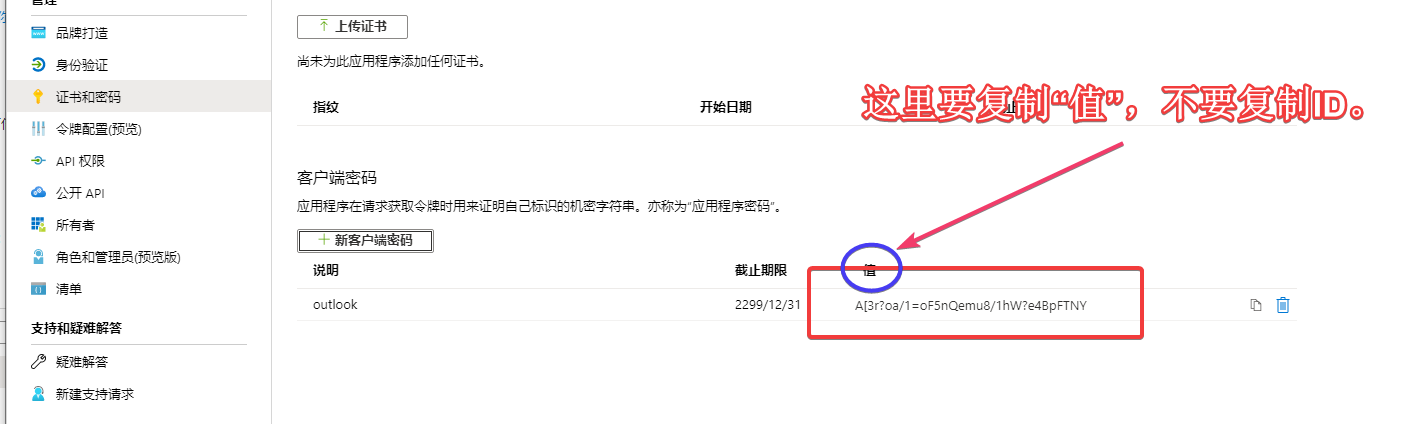 管理
品牌打造
身份验证
证书和密码
令牌配置(预览)
API 权限
公开 API
所有者
角色和管理员(预览版)
清单
支持和疑难解答
疑难解答
新建支持请求
上传证书
尚未为此应用程序添加任何证书。
指纹
开始日期
这里要复制“值”，不要复制ID。
客户端密码
应用程序在请求获取令牌时用来证明自己标识的机密字符串。亦称为“应用程序密码”。
新客户端密码
说明
截止期限
值
outlook
2299/12/31
A[3r?oa/1=oF5nQemu8/1hW?e4BpFTNY